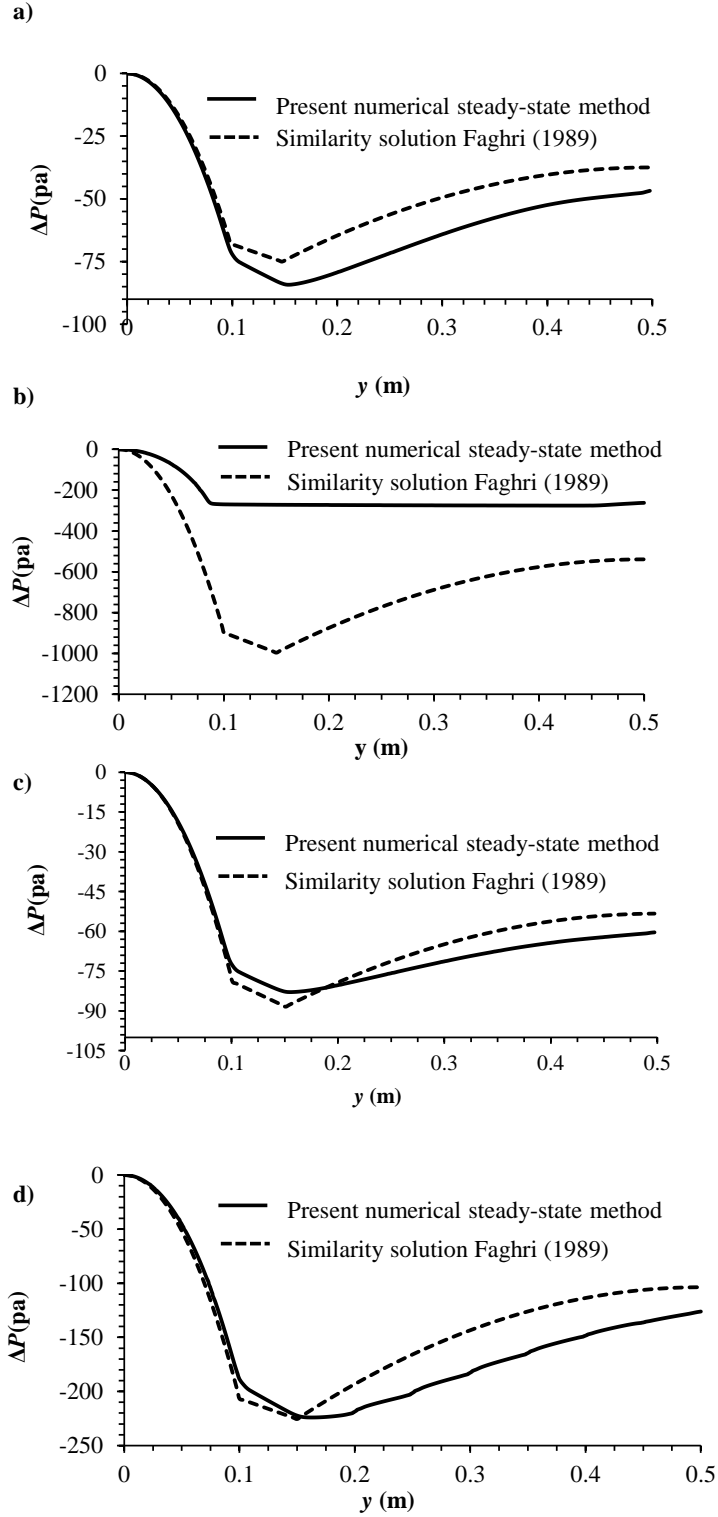 a)
0
-25
-50
-75
-100
ΔP(pa)
Present numerical steady-state method
Similarity solution Faghri (1989)
0 0.1 0.2 0.3 0.4 0.5
y (m)
b)
0
-200
-400
-600
-800
-1000
-1200
ΔP(pa)
Present numerical steady-state method
Similarity solution Faghri (1989)
0 0.1 0.2 0.3 0.4 0.5
y (m)
c)
0
-15
-30
-45
-60
-75
-90
-105
ΔP(pa)
Present numerical steady-state method
Similarity solution Faghri (1989)
0 0.1 0.2 0.3 0.4 0.5
y (m)
d)
0
-50
-100
-150
-200
-250
ΔP(pa)
Present numerical steady-state method
Similarity solution Faghri (1989)
0 0.1 0.2 0.3 0.4 0.5
y (m)